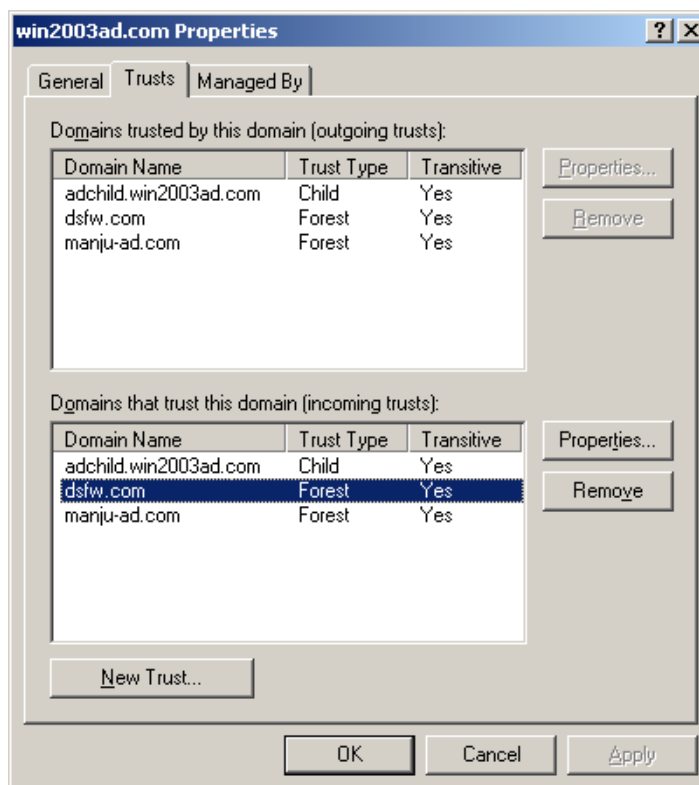 win2003ad.com Properties
General Trusts Managed By
Domains trusted by this domain (outgoing trusts):
Domain Name Trust Type Transitive
adchild.win2003ad.com Child Yes
dsfw.com Forest Yes
manju-ad.com Forest Yes
Properties...
Remove
Domains that trust this domain (incoming trusts):
Domain Name Trust Type Transitive
adchild.win2003ad.com Child Yes
dsfw.com Forest Yes
manju-ad.com Forest Yes
Properties...
Remove
New Trust...
OK Cancel Apply